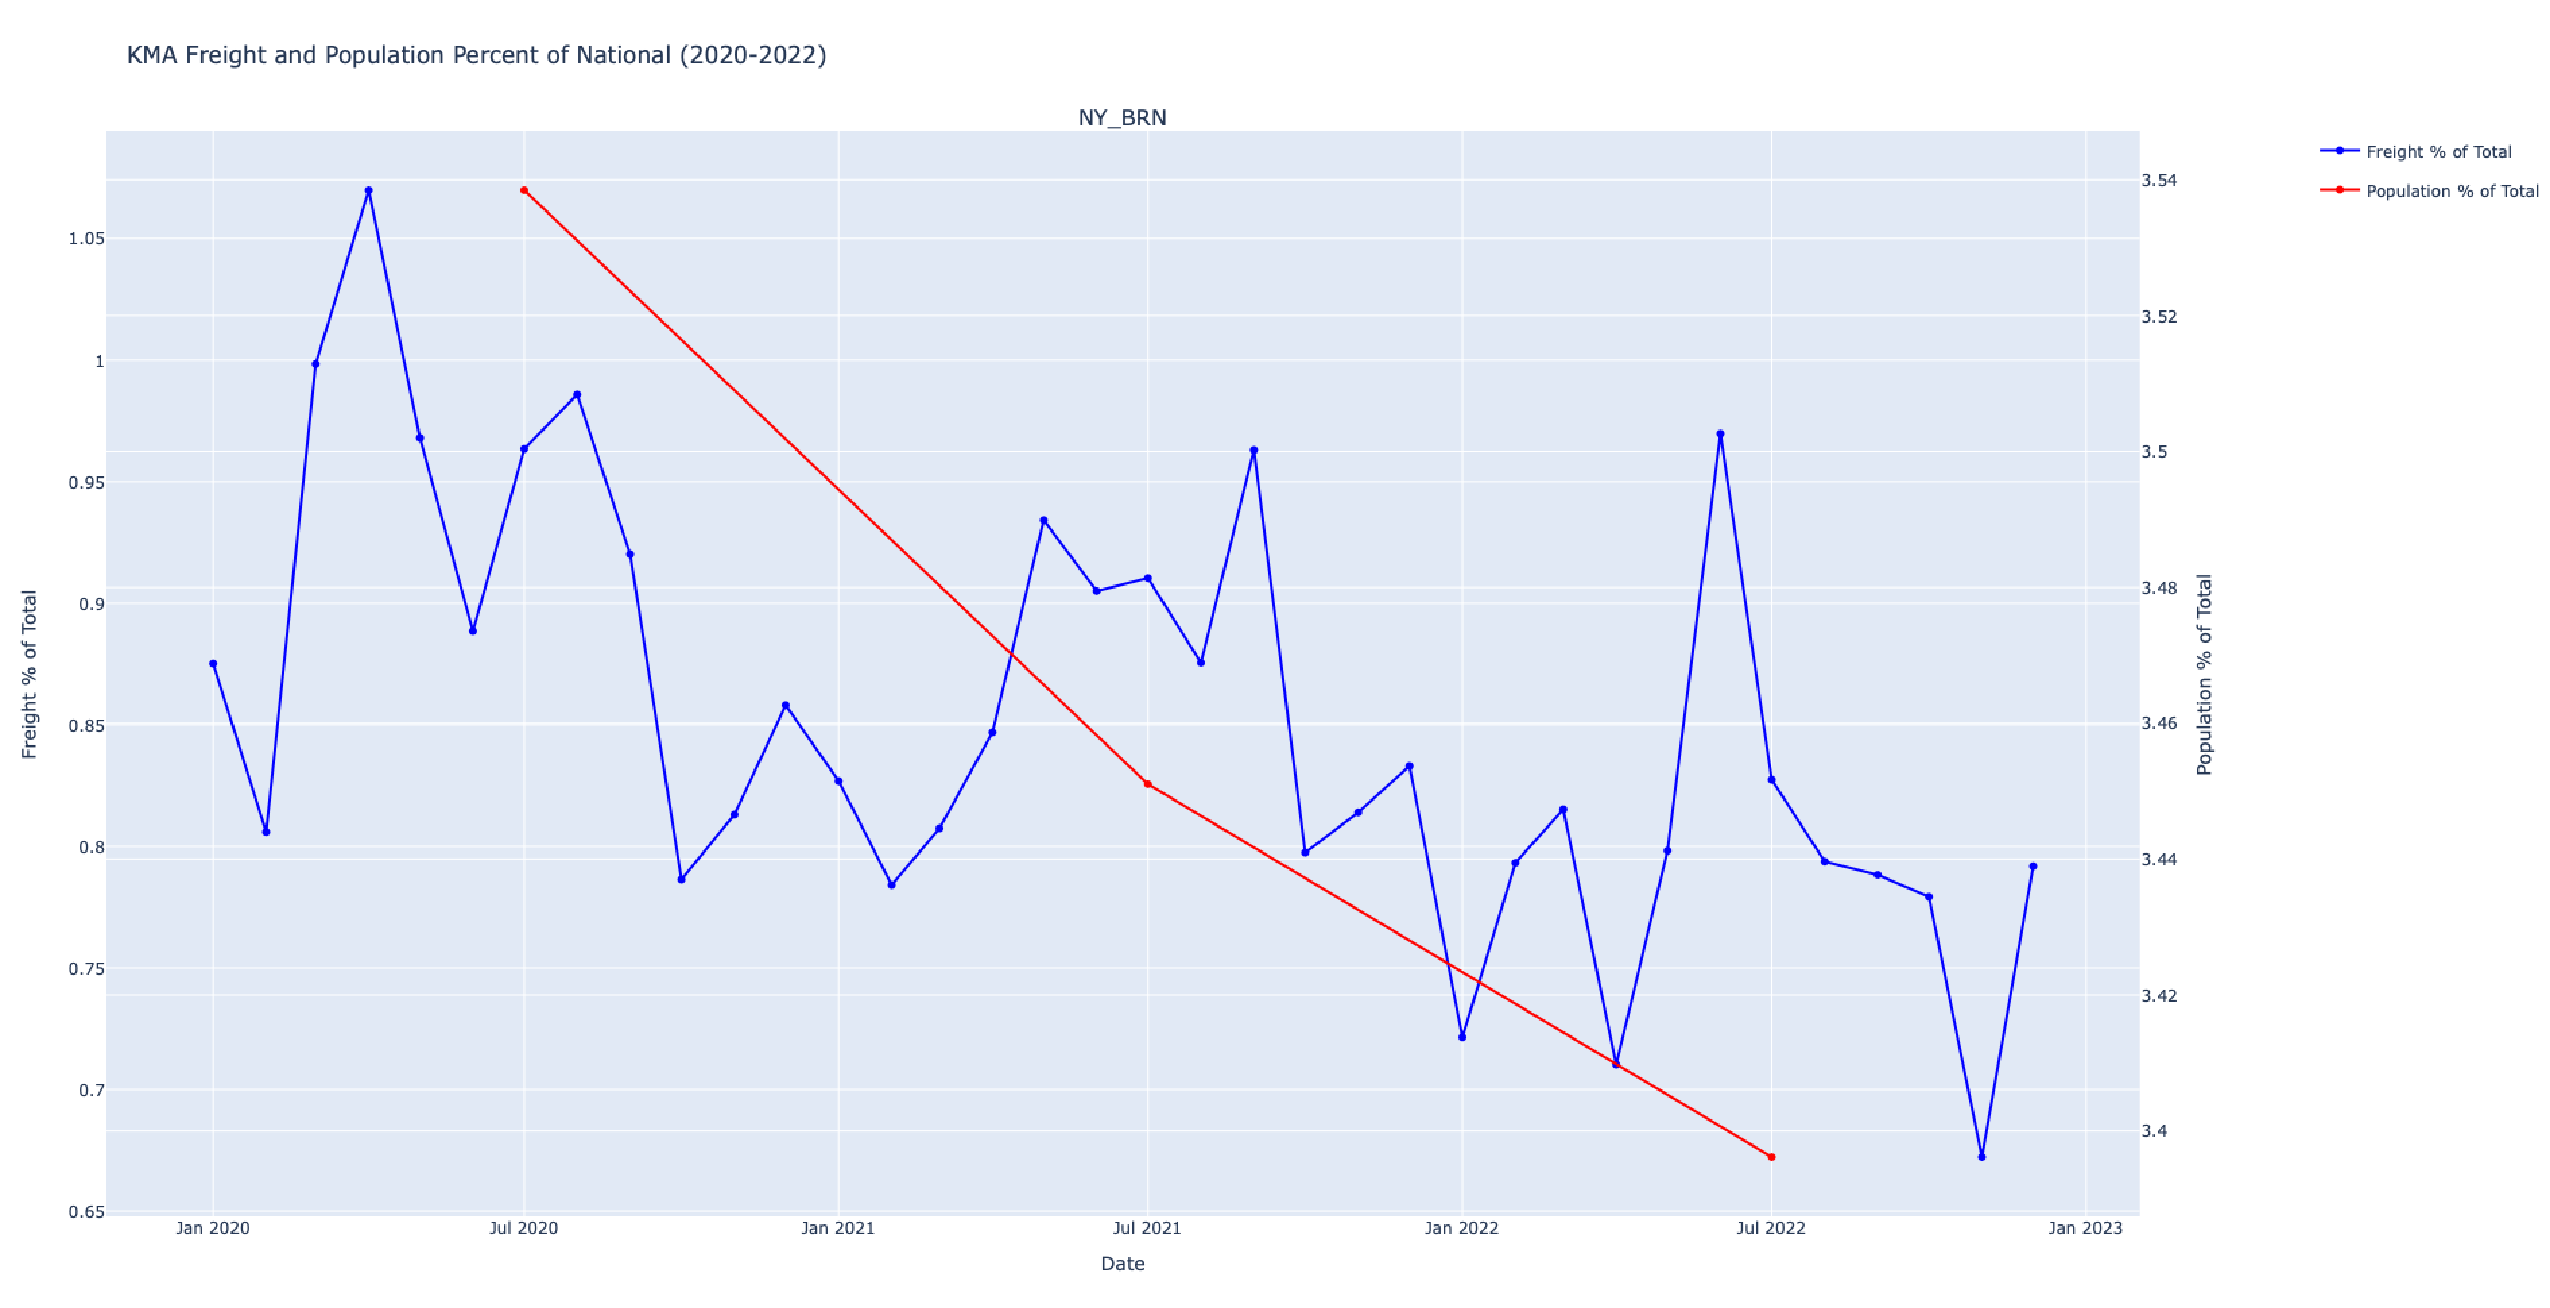 KMA Freight and Population Percent of National (2020-2022)
NY_BRN
Freight % of Total
Population % of Total
1.05
1
0.95
0.9
0.85
0.8
0.75
0.7
0.65
Freight % of Total
3.54
3.52
3.5
3.48
3.46
3.44
3.42
3.4
Population % of Total
Jan 2020 Jul 2020 Jan 2021 Jul 2021 Jan 2022 Jul 2022 Jan 2023
Date